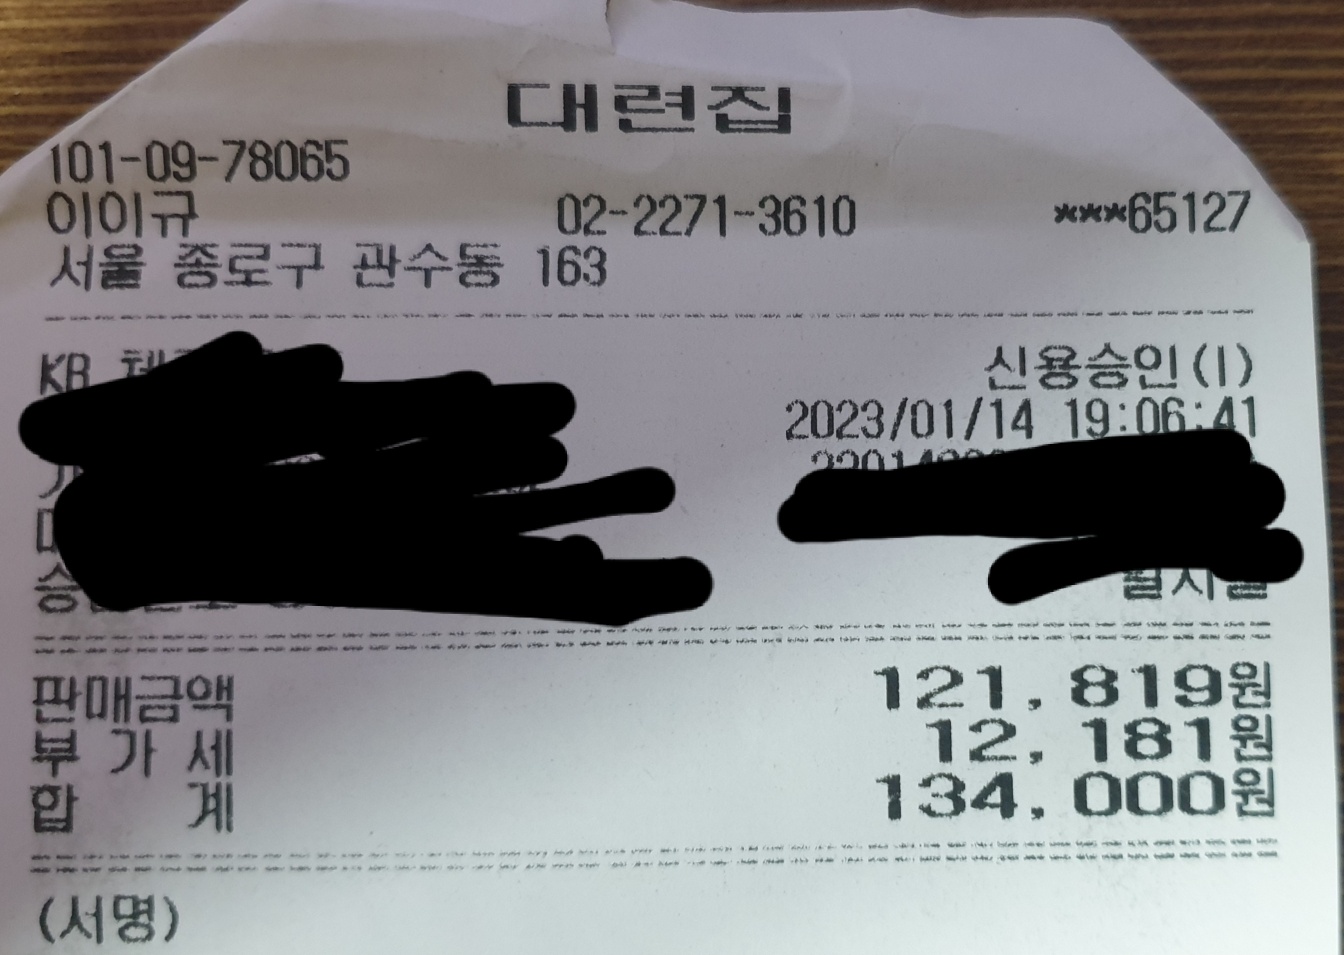 대련집
101-09-78065
이이규 02-2271-3610 ***65127
서울 종로구 관수동 163
KB 신용승인(I)
2023/01/14 19:06:41
판매금액 121,819원
부 가 세 12,181원
합 계 134,000원
(서명)